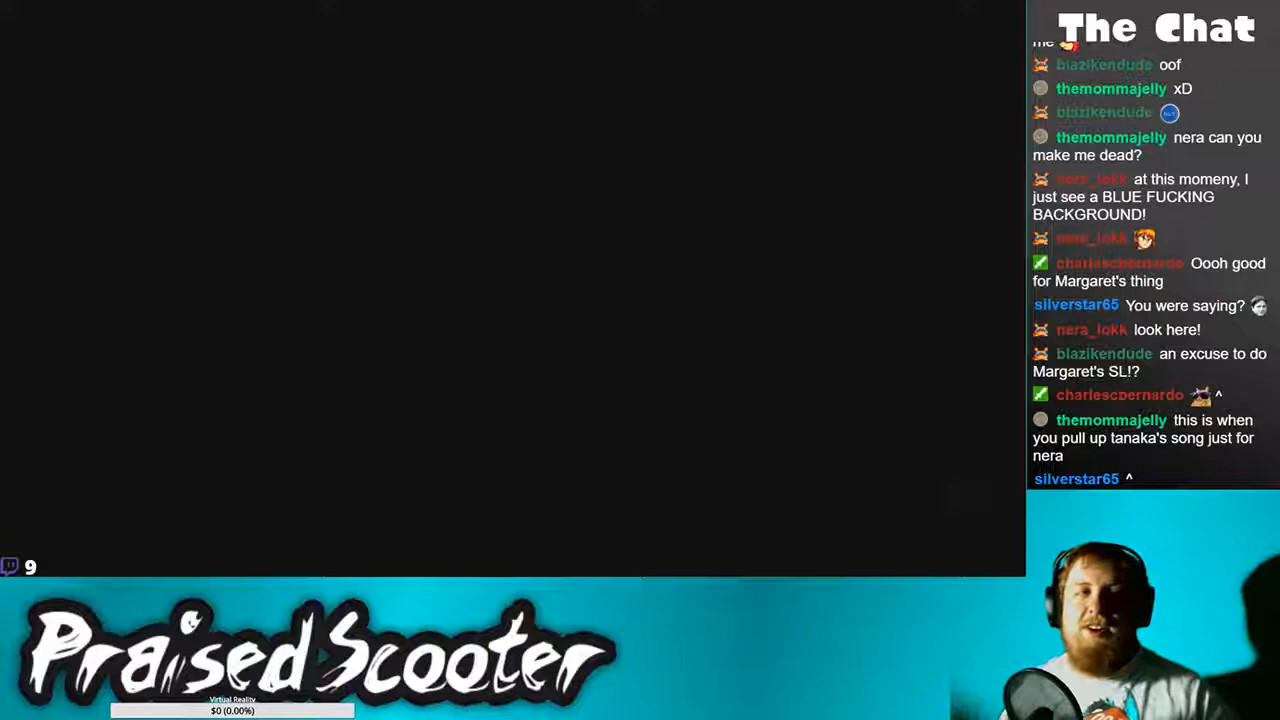 The Chat
me
blazikendude oof
themommajelly xD
blazikendude
themommajelly nera can you
make me dead?
nera_lokk at this momeny, I
just see a BLUE FUCKING
BACKGROUND!
nera_lokk
charlescbernardo Oooh good
for Margaret's thing
silverstar65 You were saying?
nera_lokk look here!
blazikendude an excuse to do
Margaret's SL!?
charlescbernardo ^
themommajelly this is when
you pull up tanaka's song just for
nera
silverstar65 ^
9
PraisedScooter
Virtual Reality
$0 (0.00%)